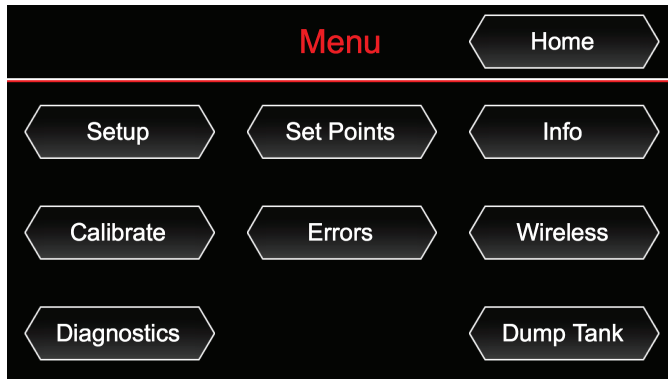 Menu
Home
Setup
Set Points
Info
Calibrate
Errors
Wireless
Diagnostics
Dump Tank